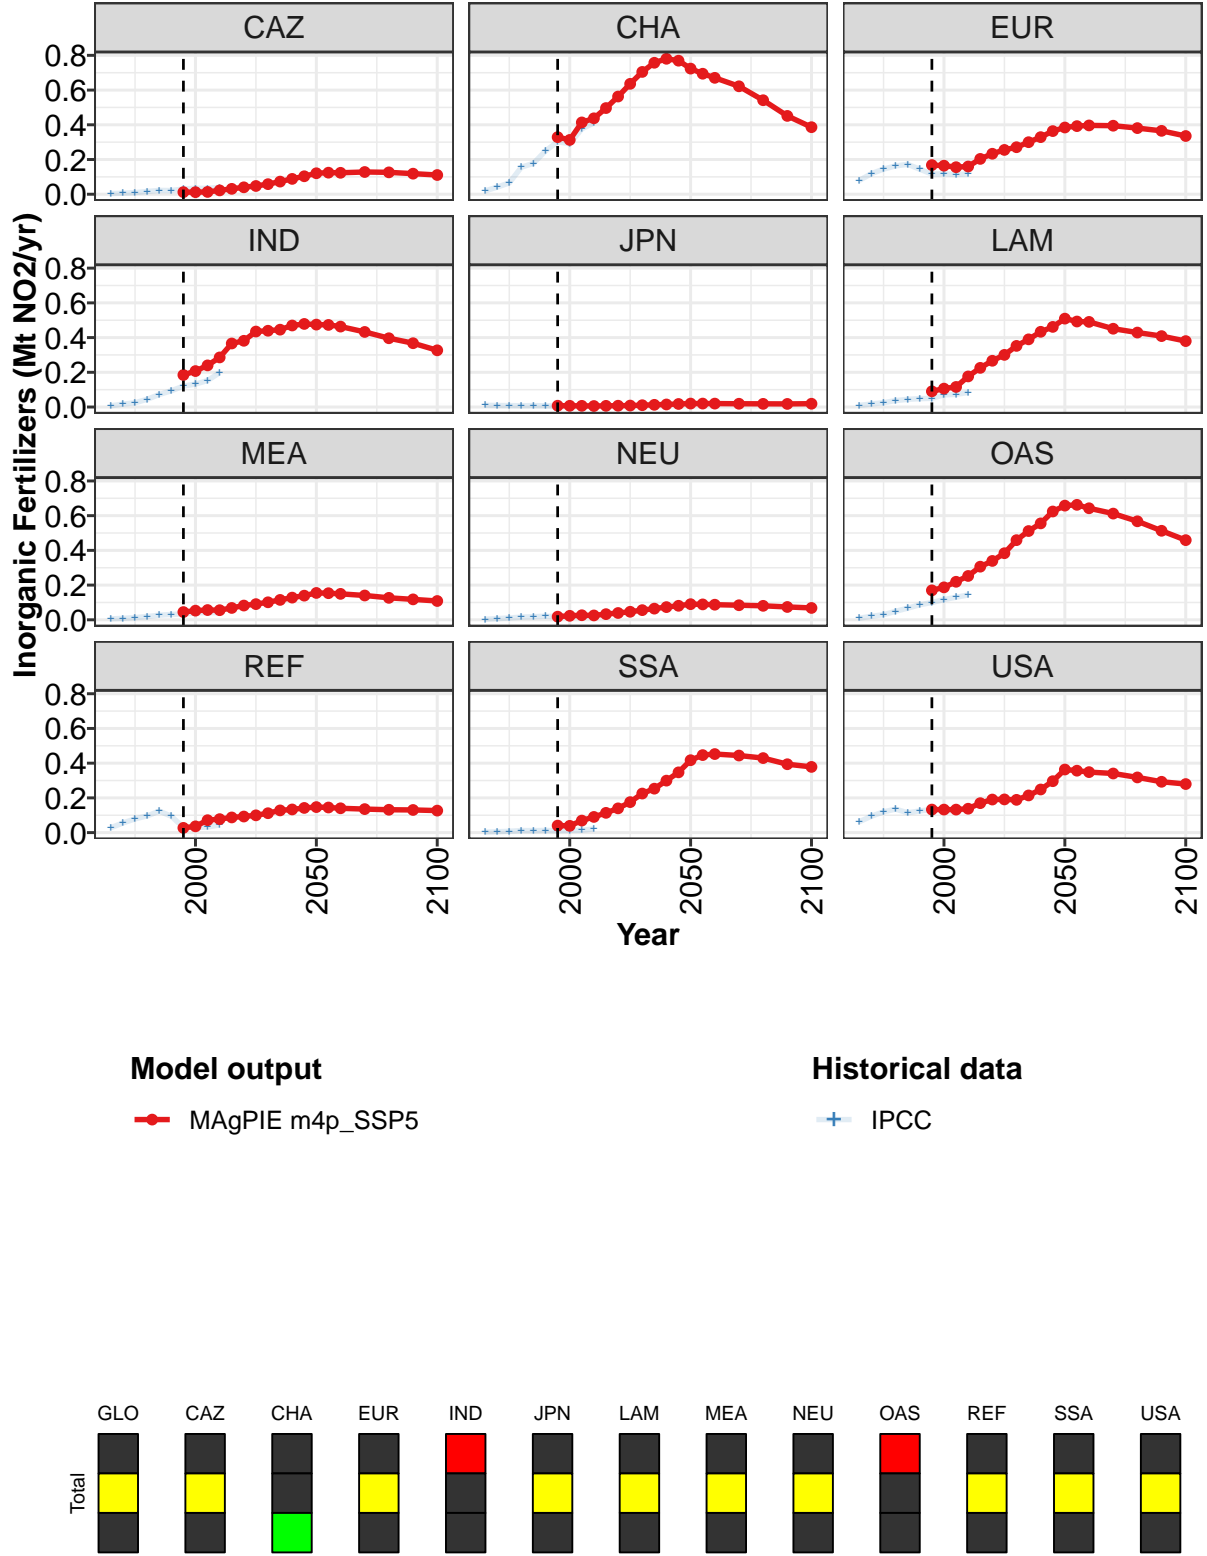 CAZ CHA EUR
0.8
0.6
0.4
0.2
0.0
IND JPN LAM
0.8
0.6
0.4
0.2
0.0
MEA NEU OAS
0.8
0.6
0.4
0.2
0.0
REF SSA USA
0.8
0.6
0.4
0.2
0.0
Inorganic Fertilizers (Mt NO2/yr)
2000 2050 2100 2000 2050 2100 2000 2050 2100
Year
Model output Historical data
MAgPIE m4p_SSP5 IPCC
GLO CAZ CHA EUR IND JPN LAM MEA NEU OAS REF SSA USA
Total